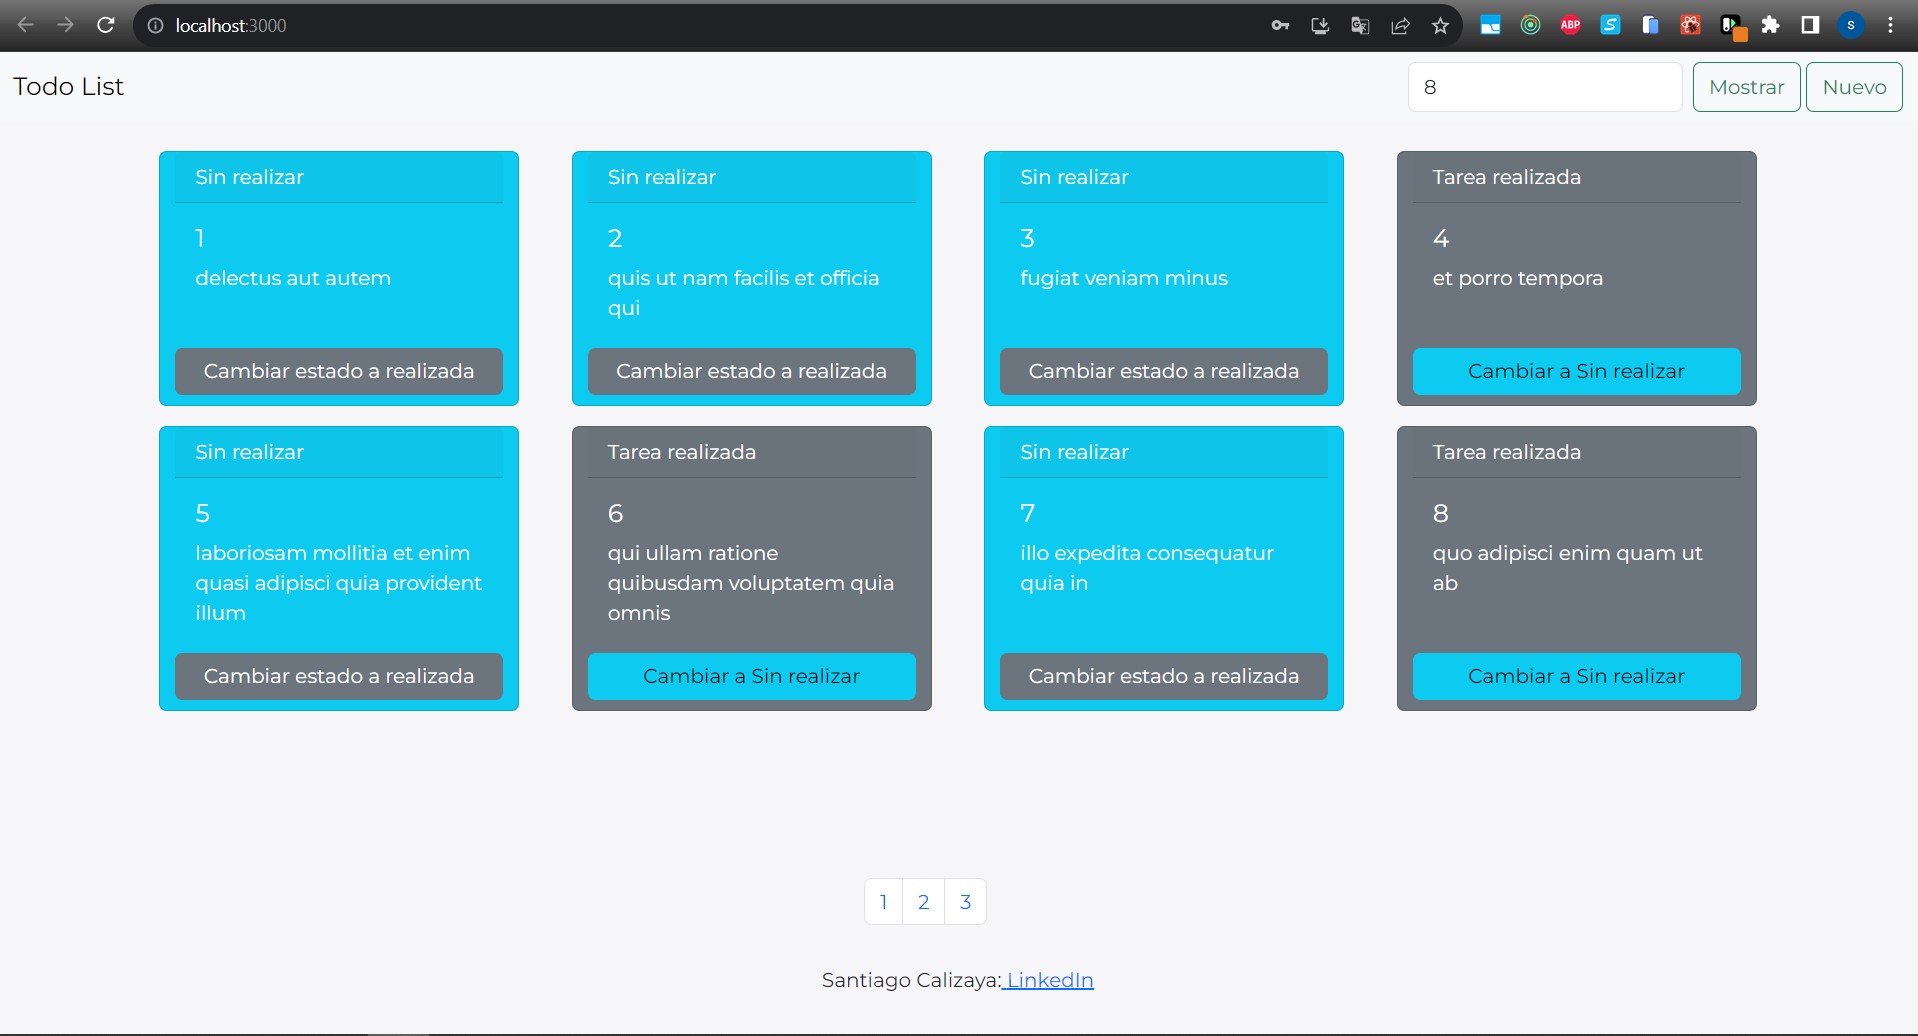 localhost:3000
ABP
S
S
Todo List
8
Mostrar
Nuevo
Sin realizar
1
delectus aut autem
Cambiar estado a realizada
Sin realizar
2
quis ut nam facilis et officia
qui
Cambiar estado a realizada
Sin realizar
3
fugiat veniam minus
Cambiar estado a realizada
Tarea realizada
4
et porro tempora
Cambiar a Sin realizar
Sin realizar
5
laboriosam mollitia et enim
quasi adipisci quia provident
illum
Cambiar estado a realizada
Tarea realizada
6
qui ullam ratione
quibusdam voluptatem quia
omnis
Cambiar a Sin realizar
Sin realizar
7
illo expedita consequatur
quia in
Cambiar estado a realizada
Tarea realizada
8
quo adipisci enim quam ut
ab
Cambiar a Sin realizar
1 2 3
Santiago Calizaya: LinkedIn